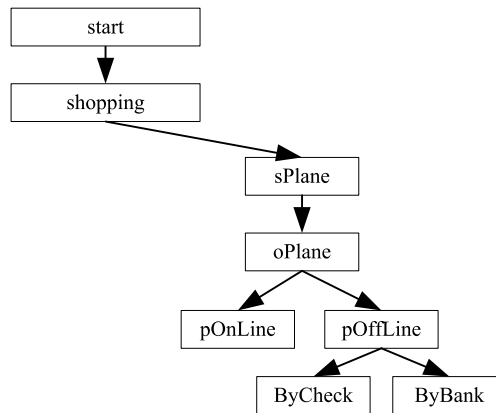 start
shopping
sPlane
oPlane
pOnLine
pOffLine
ByCheck
ByBank